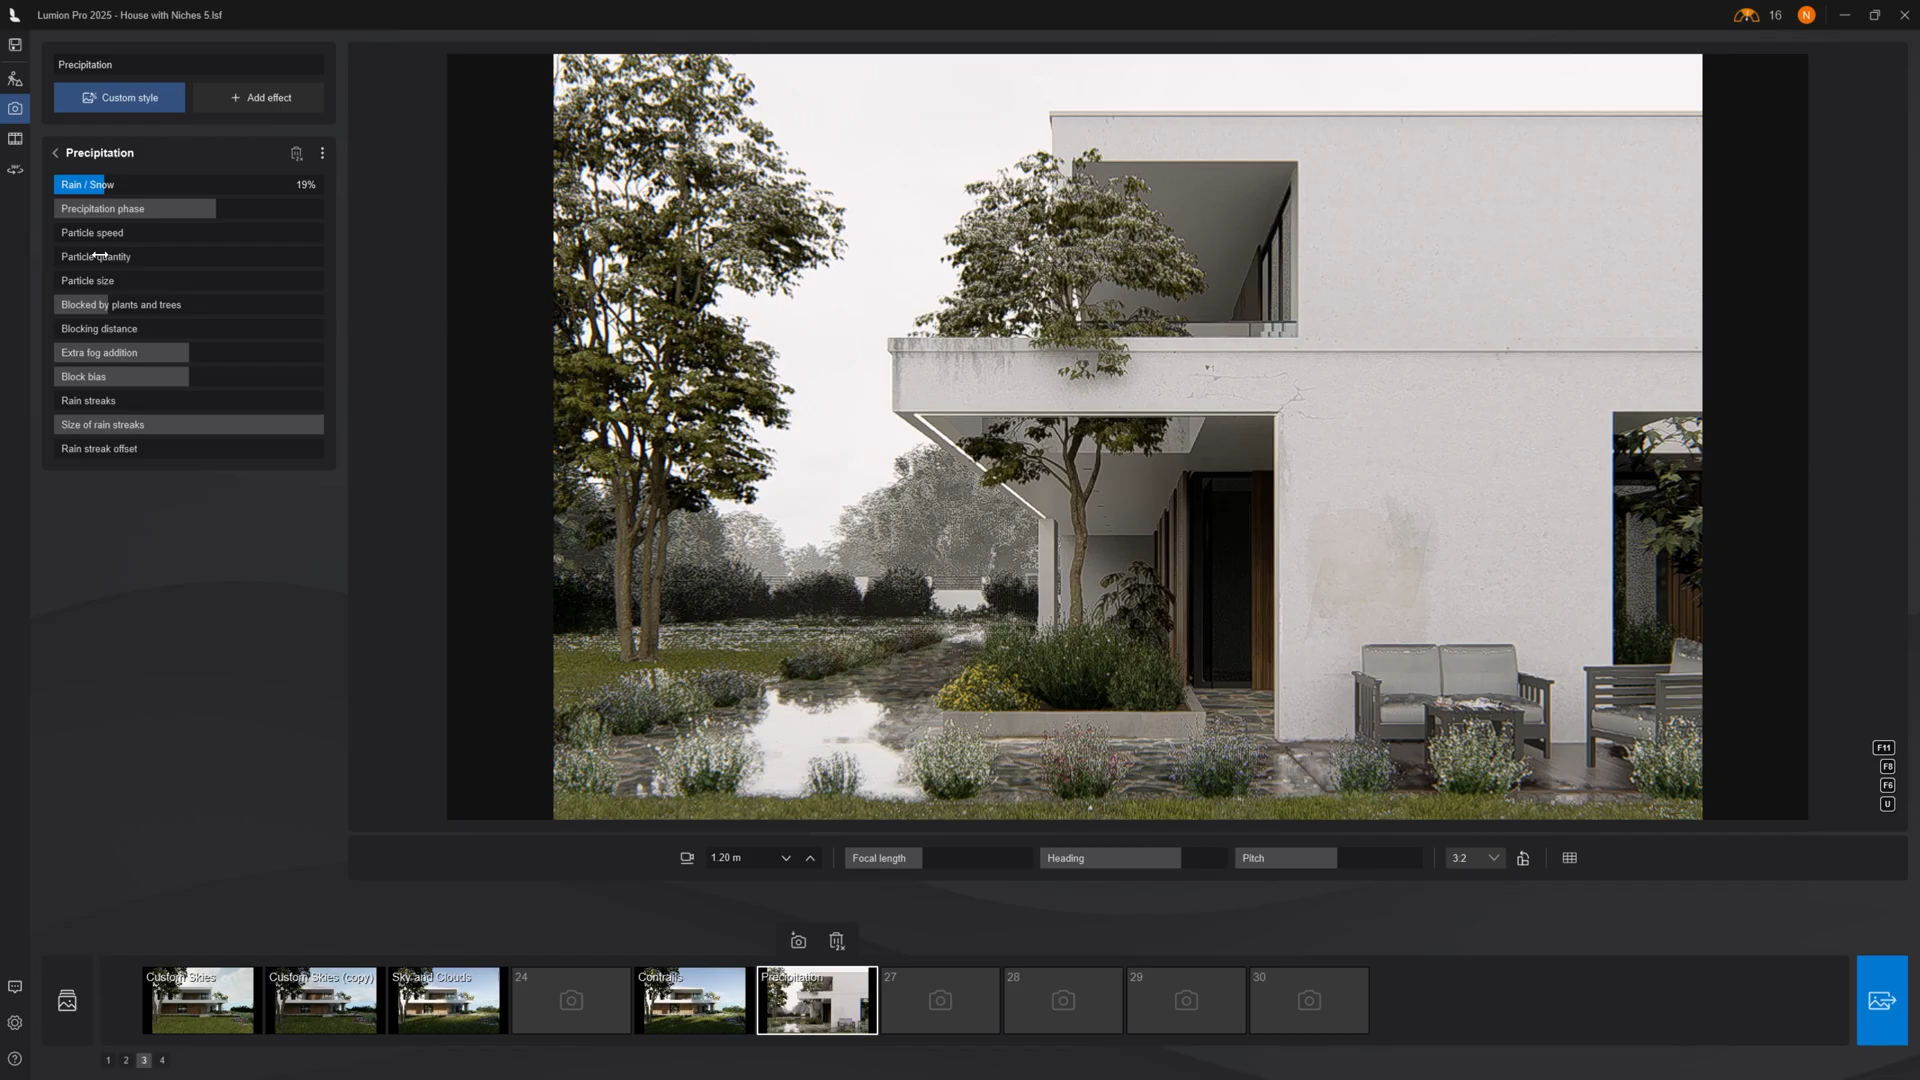 Lumion Pro 2025 - House with Niches 5.lsf
16
N
Precipitation
Custom style
+ Add effect
Precipitation
Rain / Snow 19%
Precipitation phase
Particle speed
Particle quantity
Particle size
Blocked by plants and trees
Blocking distance
Extra fog addition
Block bias
Rain streaks
Size of rain streaks
Rain streak offset
F11
F8
F6
U
1.20 m
Focal length
Heading
Pitch
3:2
Custom Skies
Custom Skies (copy)
Sky and Clouds
24
Contrails
Precipitation
27
28
29
30
1 2 3 4